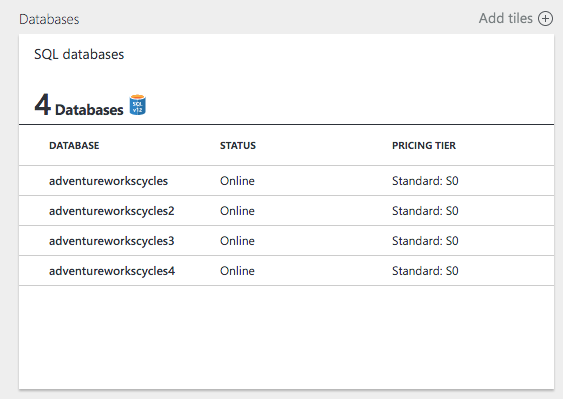 Databases Add tiles
SQL databases
4 Databases SQL v12
DATABASE STATUS PRICING TIER
adventureworkscycles Online Standard: S0
adventureworkscycles2 Online Standard: S0
adventureworkscycles3 Online Standard: S0
adventureworkscycles4 Online Standard: S0